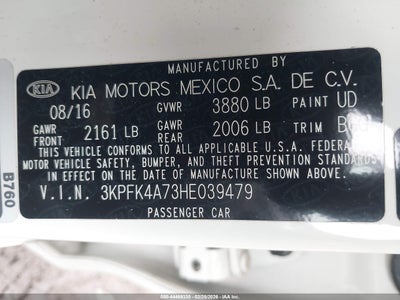 MANUFACTURED BY
KIA KIA MOTORS MEXICO S.A. DE C.V.
08/16 GVWR 3880 LB PAINT UD
GAWR FRONT 2161 LB GAWR REAR 2006 LB TRIM
THIS VEHICLE CONFORMS TO ALL APPLICABLE U.S.A. FEDERAL
MOTOR VEHICLE SAFETY, BUMPER, AND THEFT PREVENTION STANDARDS
IN EFFECT ON THE DATE OF MANUFACTURE SHOWN ABOVE.
V.I.N. 3KPFK4A73HE039479
PASSENGER CAR
B760